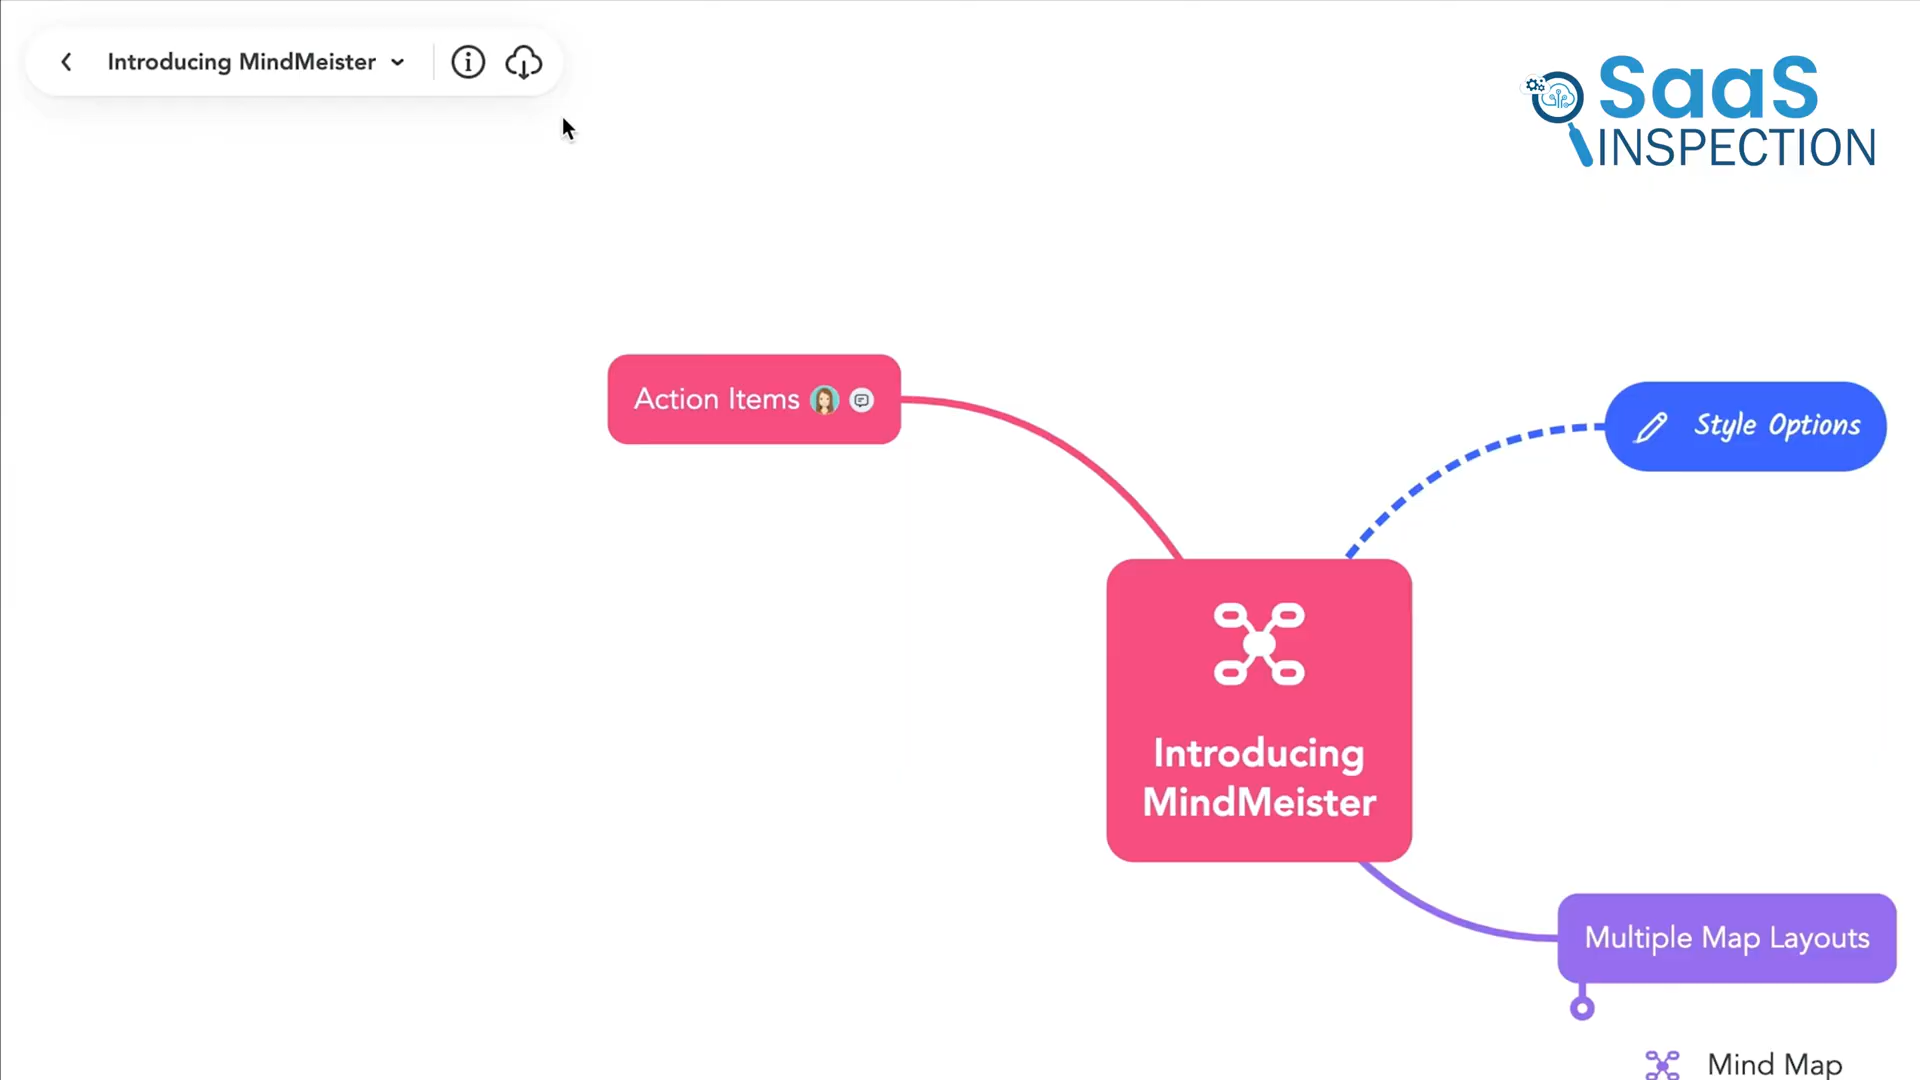 Introducing MindMeister
SaaS
INSPECTION
Action Items
Style Options
Introducing
MindMeister
Multiple Map Layouts
Mind Map